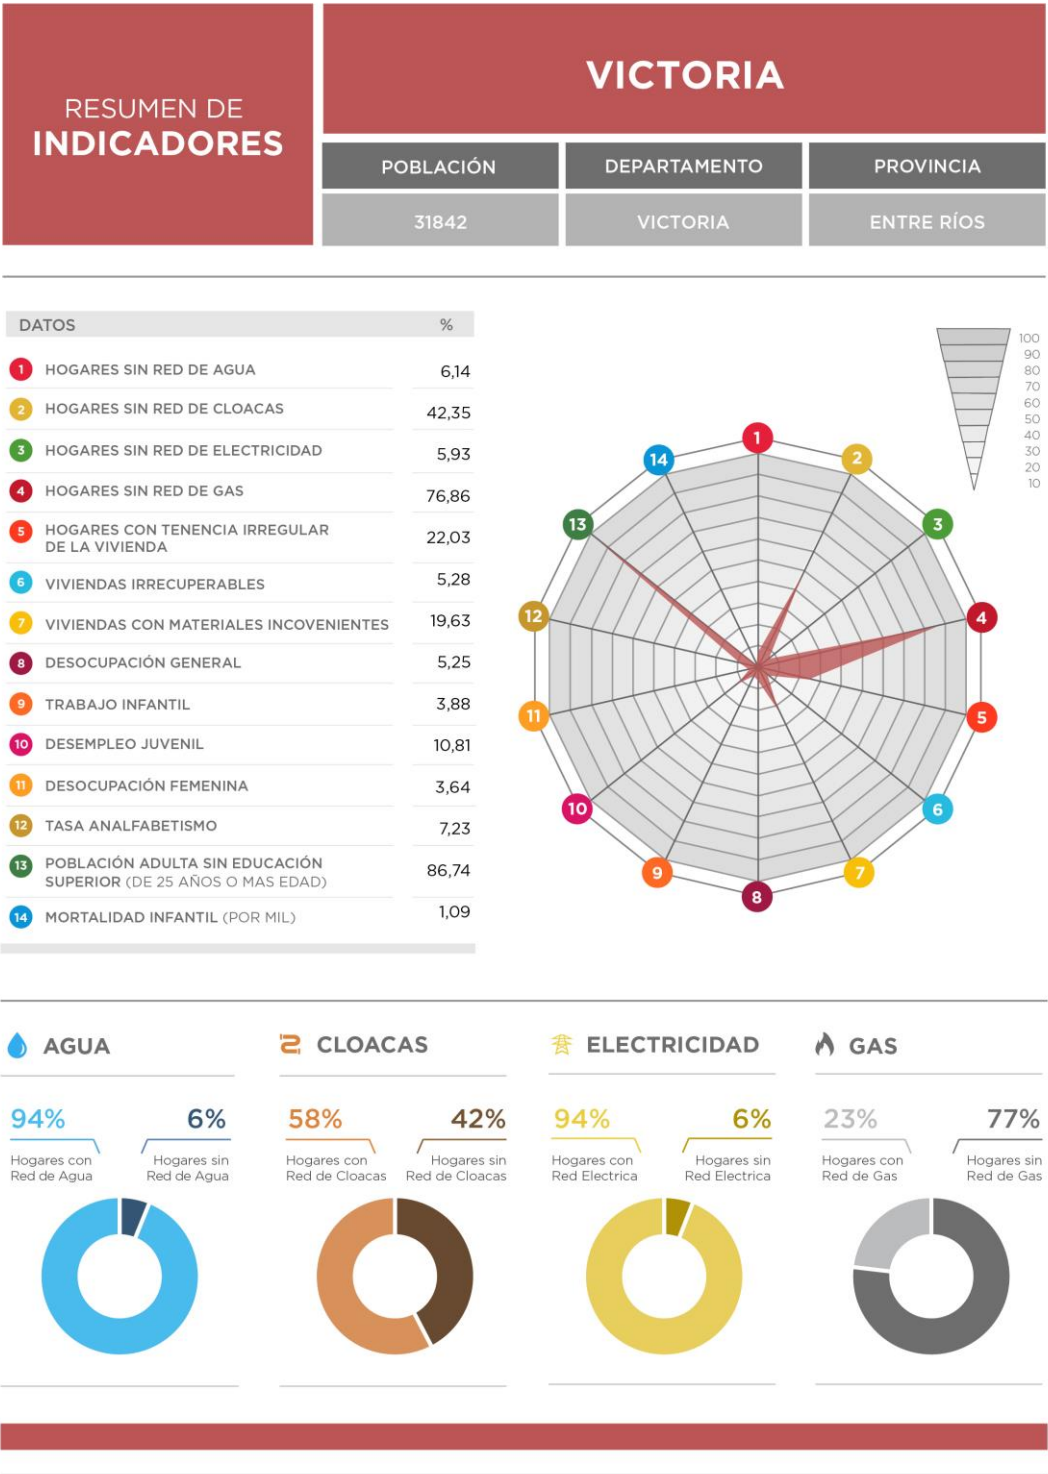 RESUMEN DE
INDICADORES
VICTORIA
POBLACIÓN
DEPARTAMENTO
PROVINCIA
31842
VICTORIA
ENTRE RÍOS
DATOS %
1 HOGARES SIN RED DE AGUA 6,14
2 HOGARES SIN RED DE CLOACAS 42,35
3 HOGARES SIN RED DE ELECTRICIDAD 5,93
4 HOGARES SIN RED DE GAS 76,86
5 HOGARES CON TENENCIA IRREGULAR
DE LA VIVIENDA 22,03
6 VIVIENDAS IRRECUPERABLES 5,28
7 VIVIENDAS CON MATERIALES INCOVENIENTES 19,63
8 DESOCUPACIÓN GENERAL 5,25
9 TRABAJO INFANTIL 3,88
10 DESEMPLEO JUVENIL 10,81
11 DESOCUPACIÓN FEMENINA 3,64
12 TASA ANALFABETISMO 7,23
13 POBLACIÓN ADULTA SIN EDUCACIÓN
SUPERIOR (DE 25 AÑOS O MAS EDAD) 86,74
14 MORTALIDAD INFANTIL (POR MIL) 1,09
100
90
80
70
60
50
40
30
20
10
1
2
3
4
5
6
7
8
9
10
11
12
13
14
AGUA
94% 6%
Hogares con Hogares sin
Red de Agua Red de Agua
CLOACAS
58% 42%
Hogares con Hogares sin
Red de Cloacas Red de Cloacas
ELECTRICIDAD
94% 6%
Hogares con Hogares sin
Red Electrica Red Electrica
GAS
23% 77%
Hogares con Hogares sin
Red de Gas Red de Gas